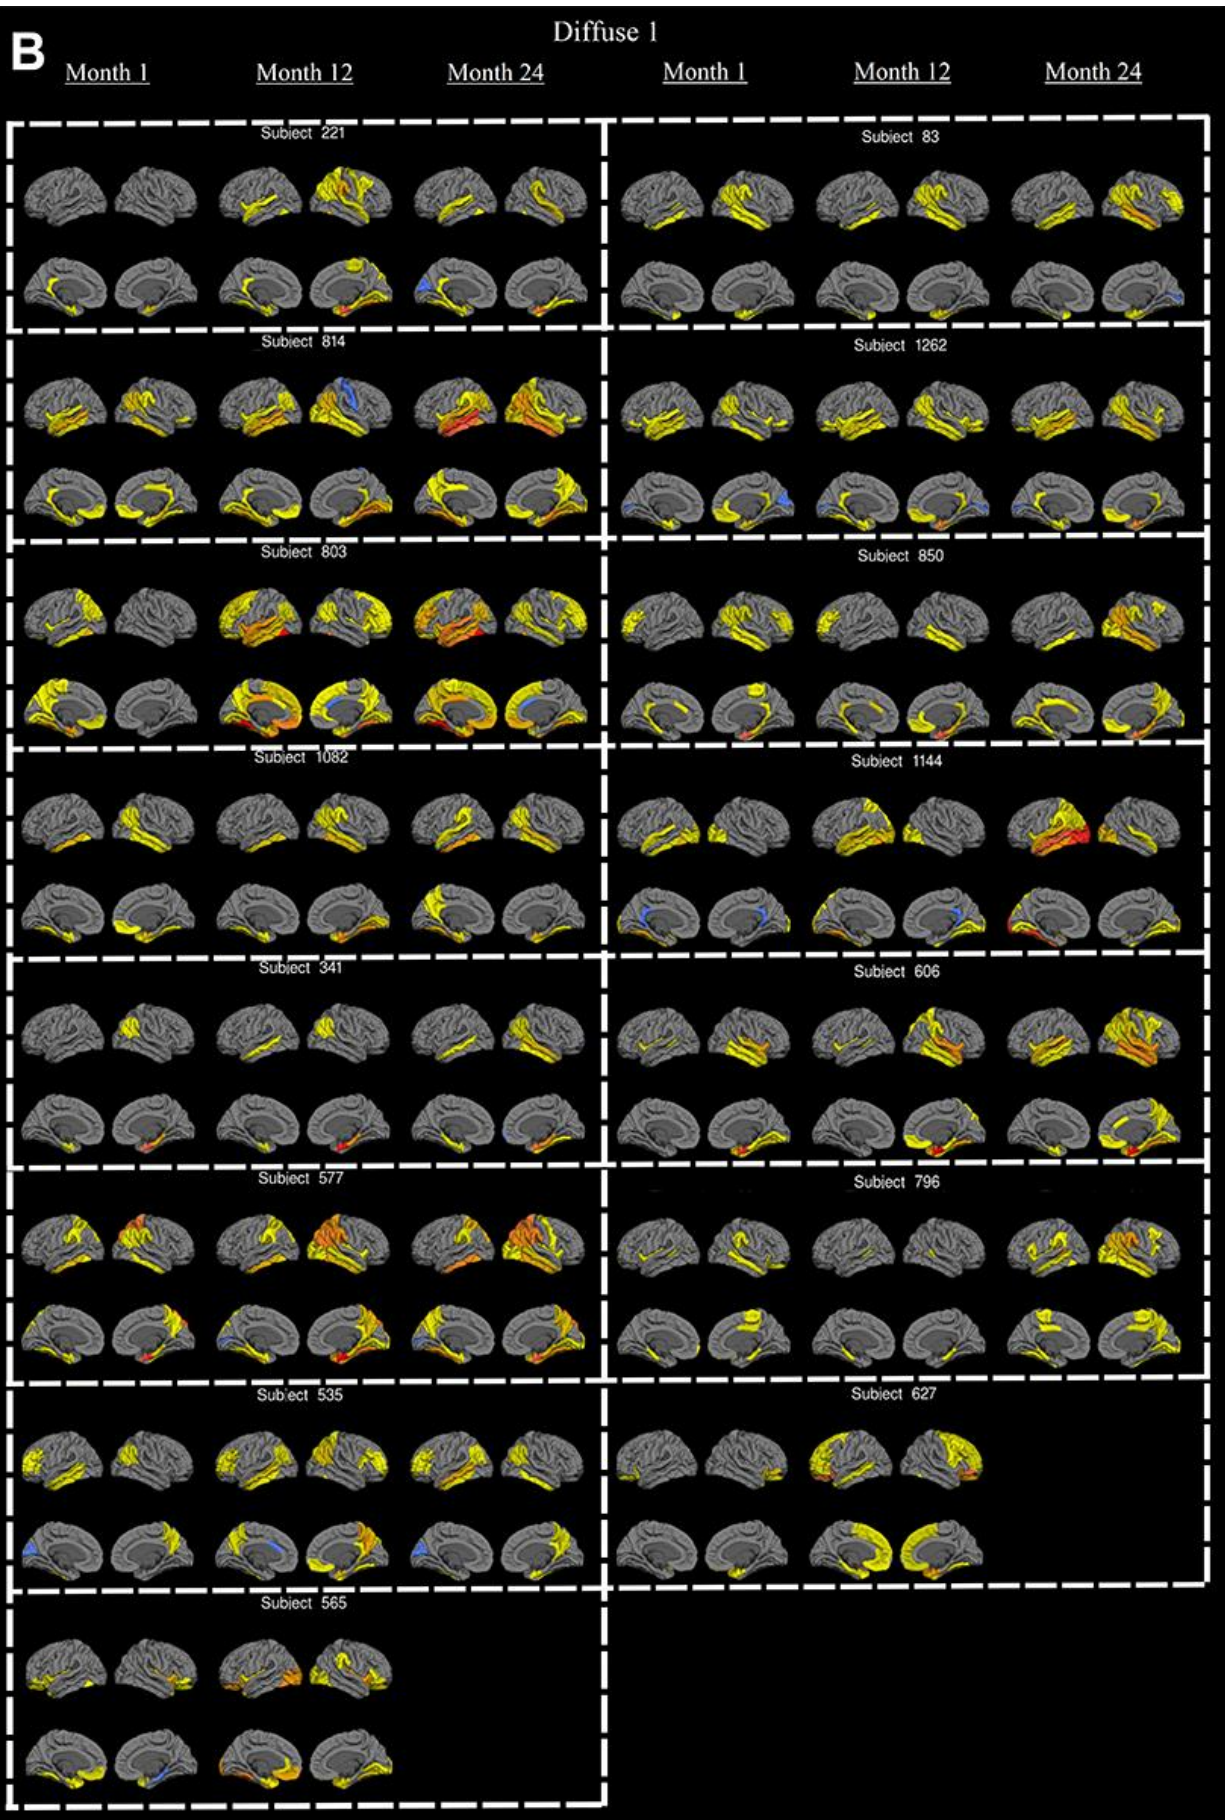 B
Diffuse 1
Month 1 Month 12 Month 24 Month 1 Month 12 Month 24
Subject 221
Subject 83
Subject 814
Subject 1262
Subject 803
Subject 850
Subject 1082
Subject 1144
Subject 341
Subject 606
Subject 577
Subject 796
Subject 535
Subject 627
Subject 565